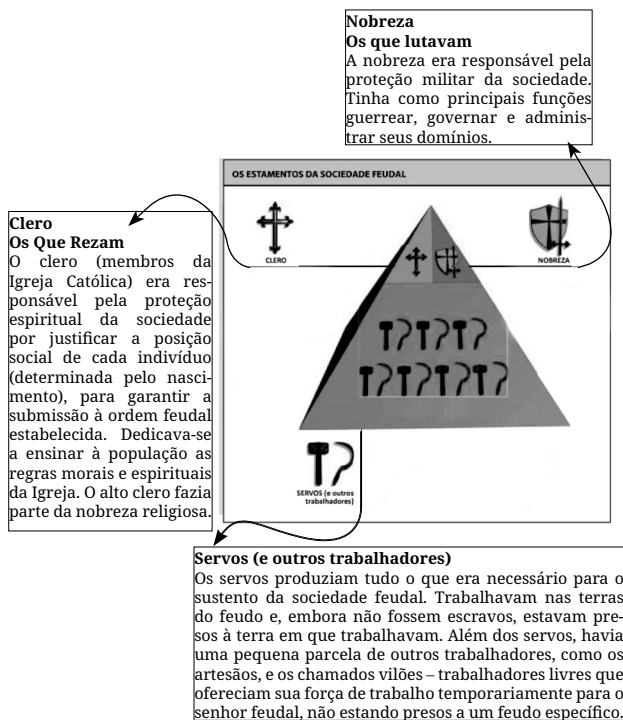 Nobreza
Os que lutavam
A nobreza era responsável pela
proteção militar da sociedade.
Tinha como principais funções
guerrear, governar e adminis-
trar seus domínios.
OS ESTAMENTOS DA SOCIEDADE FEUDAL
CLERO
NOBREZA
Clero
Os Que Rezam
O clero (membros da
Igreja Católica) era res-
ponsável pela proteção
espiritual da sociedade
por justificar a posição
social de cada indivíduo
(determinada pelo nasci-
mento), para garantir a
submissão à ordem feudal
estabelecida. Dedicava-se
a ensinar à população as
regras morais e espirituais
da Igreja. O alto clero fazia
parte da nobreza religiosa.
SERVOS (e outros
trabalhadores)
Servos (e outros trabalhadores)
Os servos produziam tudo o que era necessário para o
sustento da sociedade feudal. Trabalhavam nas terras
do feudo e, embora não fossem escravos, estavam pre-
sos à terra em que trabalhavam. Além dos servos, havia
uma pequena parcela de outros trabalhadores, como os
artesãos, e os chamados vilões – trabalhadores livres que
ofereciam sua força de trabalho temporariamente para o
senhor feudal, não estando presos a um feudo específico.